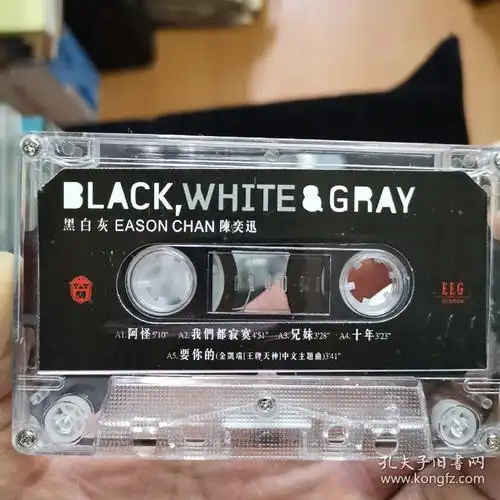 BLACK,WHITE & GRAY
黑白灰 EASON CHAN 陳奕迅
EEG
A1.阿怪5'10" A2.我們都寂寞4'51" A3.兄妹3'28" A4.十年3'23"
A5.要你的(金凱瑞[王牌天神]中文主題曲)3'41"
孔夫子旧书网
www.kongfz.com